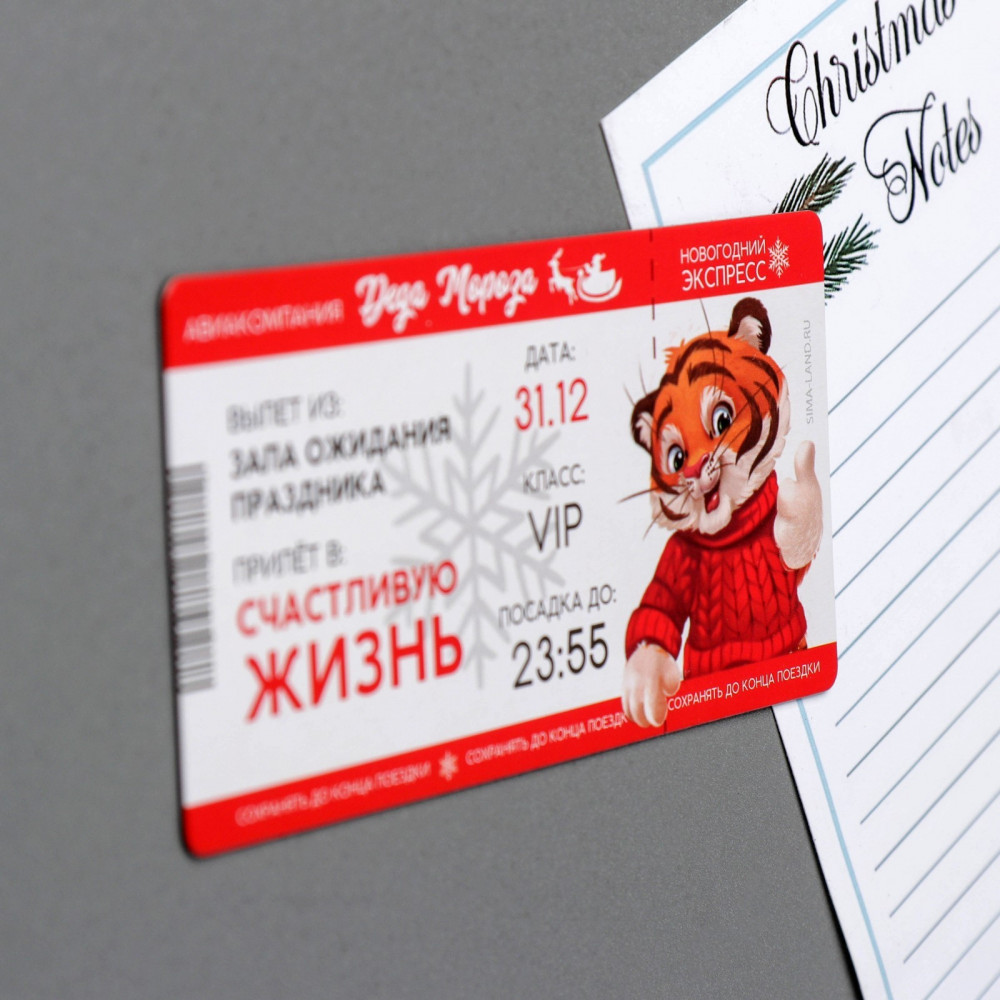 Christmas
Notes
АВИАКОМПАНИЯ Деда Мороза
НОВОГОДНИЙ
ЭКСПРЕСС
ВЫЛЕТ ИЗ:
ЗАЛА ОЖИДАНИЯ
ПРАЗДНИКА
ПРИЛЁТ В:
СЧАСТЛИВУЮ
ЖИЗНЬ
ДАТА:
31.12
КЛАСС:
VIP
ПОСАДКА ДО:
23:55
SIMA-LAND.RU
СОХРАНЯТЬ ДО КОНЦА ПОЕЗДКИ СОХРАНЯТЬ ДО КОНЦА ПОЕЗДК СОХРАНЯТЬ ДО КОНЦА ПОЕЗДКИ